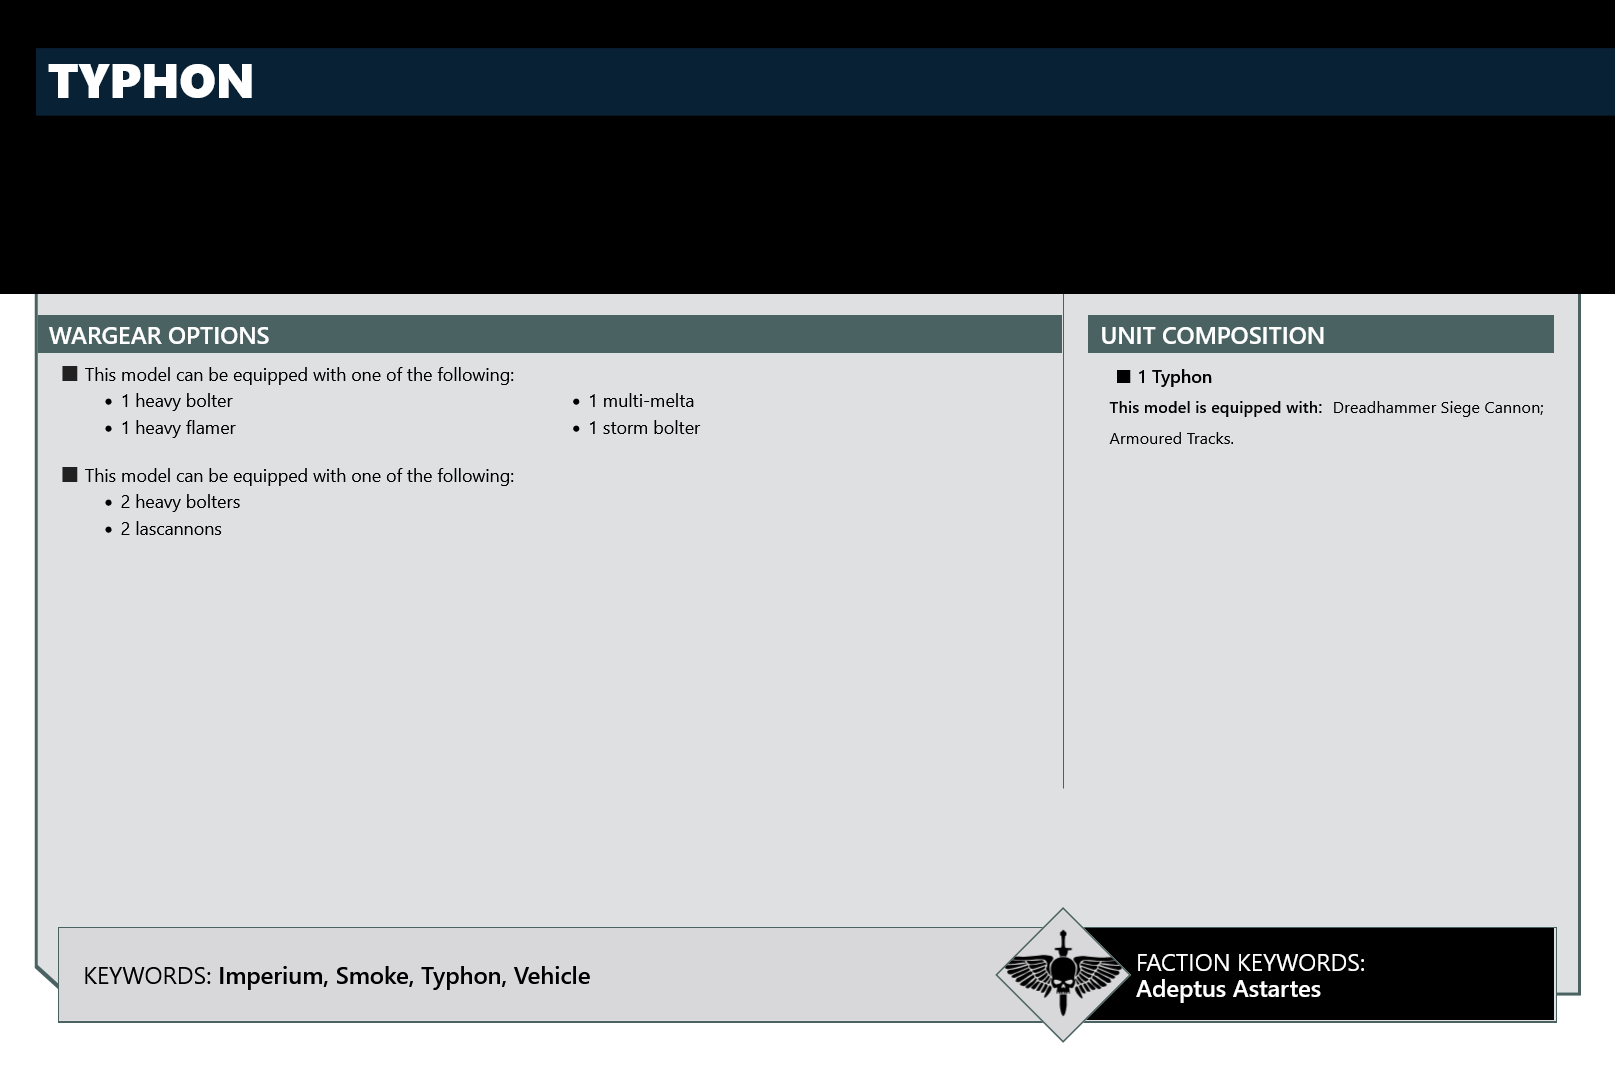 TYPHON
WARGEAR OPTIONS
■ This model can be equipped with one of the following:
• 1 heavy bolter
• 1 heavy flamer
• 1 multi-melta
• 1 storm bolter
■ This model can be equipped with one of the following:
• 2 heavy bolters
• 2 lascannons
UNIT COMPOSITION
■ 1 Typhon
This model is equipped with: Dreadhammer Siege Cannon;
Armoured Tracks.
KEYWORDS: Imperium, Smoke, Typhon, Vehicle
FACTION KEYWORDS:
Adeptus Astartes